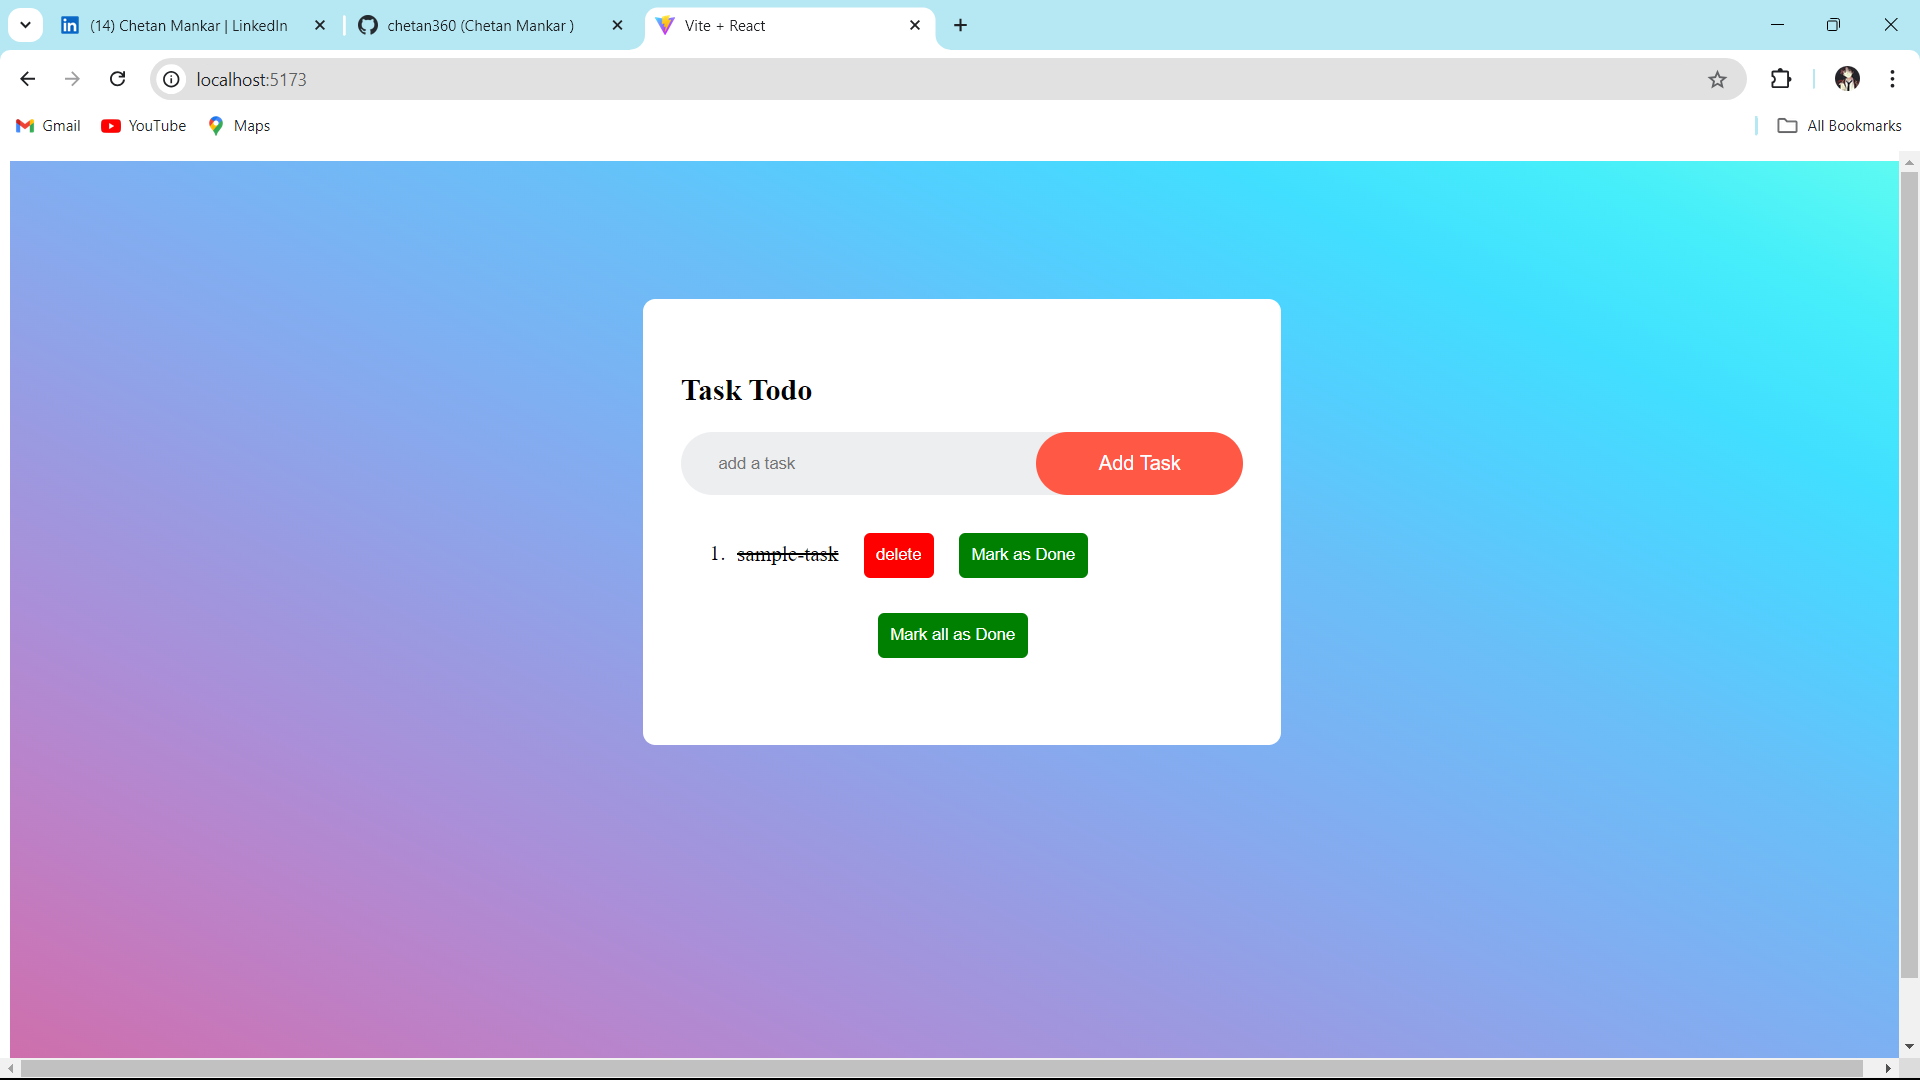 (14) Chetan Mankar | LinkedIn
chetan360 (Chetan Mankar )
Vite + React
localhost:5173
Gmail
YouTube
Maps
All Bookmarks
Task Todo
add a task
Add Task
1. sample-task
delete
Mark as Done
Mark all as Done